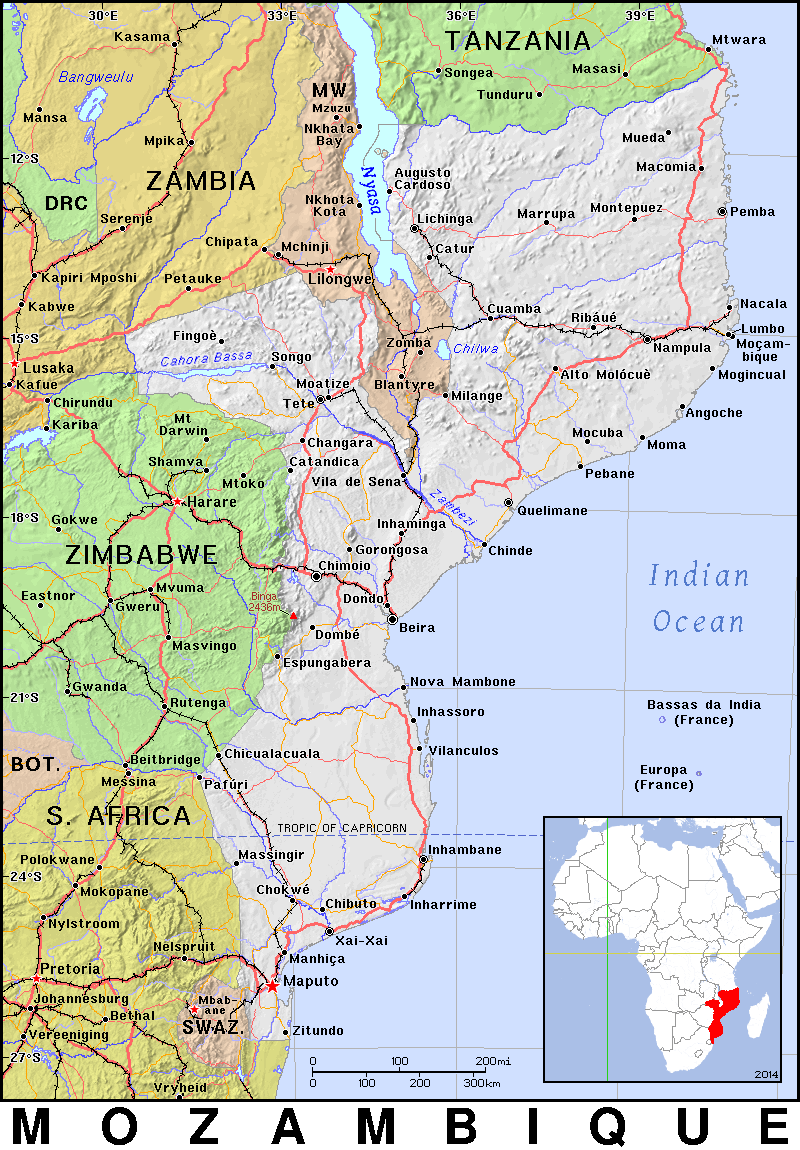 30°E
33°E
36°E
39°E
Kasama
TANZANIA
Mtwara
Bangweulu
Songea
Masasi
MW
Tunduru
Mzuzu
Mansa
Nkhata
Bay
Mueda
Mpika
12°S
Macomia
ZAMBIA
Nyasa
Augusto
Cardoso
DRC
Nkhota
Kota
Marrupa
Montepuez
Pemba
Serenje
Lichinga
Chipata
Mchinji
Catur
Kapiri Mposhi
Petauke
Lilongwe
Kabwe
Cuamba
Ribáué
Nacala
15°S
Fingoè
Lumbo
Zomba
Chilwa
Nampula
Moçam-
bique
Cahora Bassa
Songo
Lusaka
Alto Molócuè
Mogincual
Kafue
Moatize
Blantyre
Chirundu
Tete
Milange
Angoche
Mt
Darwin
Kariba
Mocuba
Changara
Moma
Shamva
Catandica
Pebane
Mtoko
Vila de Sena
Harare
Zambezi
Quelimane
18°S
Gokwe
Inhaminga
ZIMBABWE
Gorongosa
Chinde
Chimoio
Indian
Ocean
Mvuma
Eastnor
Binga
2436m
Dondo
Gweru
Beira
Dombé
Masvingo
Espungabera
Gwanda
Nova Mambone
21°S
Rutenga
Inhassoro
Bassas da India
(France)
Chicualacuala
Vilanculos
BOT.
Beitbridge
Messina
Pafúri
Europa
(France)
S. AFRICA
TROPIC OF CAPRICORN
Polokwane
Massingir
Inhambane
24°S
Mokopane
Chokwé
Chibuto
Inharrime
Nylstroom
Xai-Xai
Nelspruit
Manhiça
Pretoria
Maputo
Johannesburg
Mbab-
ane
Bethal
SWAZ.
Vereeniging
Zitundo
27°S
0 100 200mi
0 100 200 300km
Vryheid
2014
MOZAMBIQUE